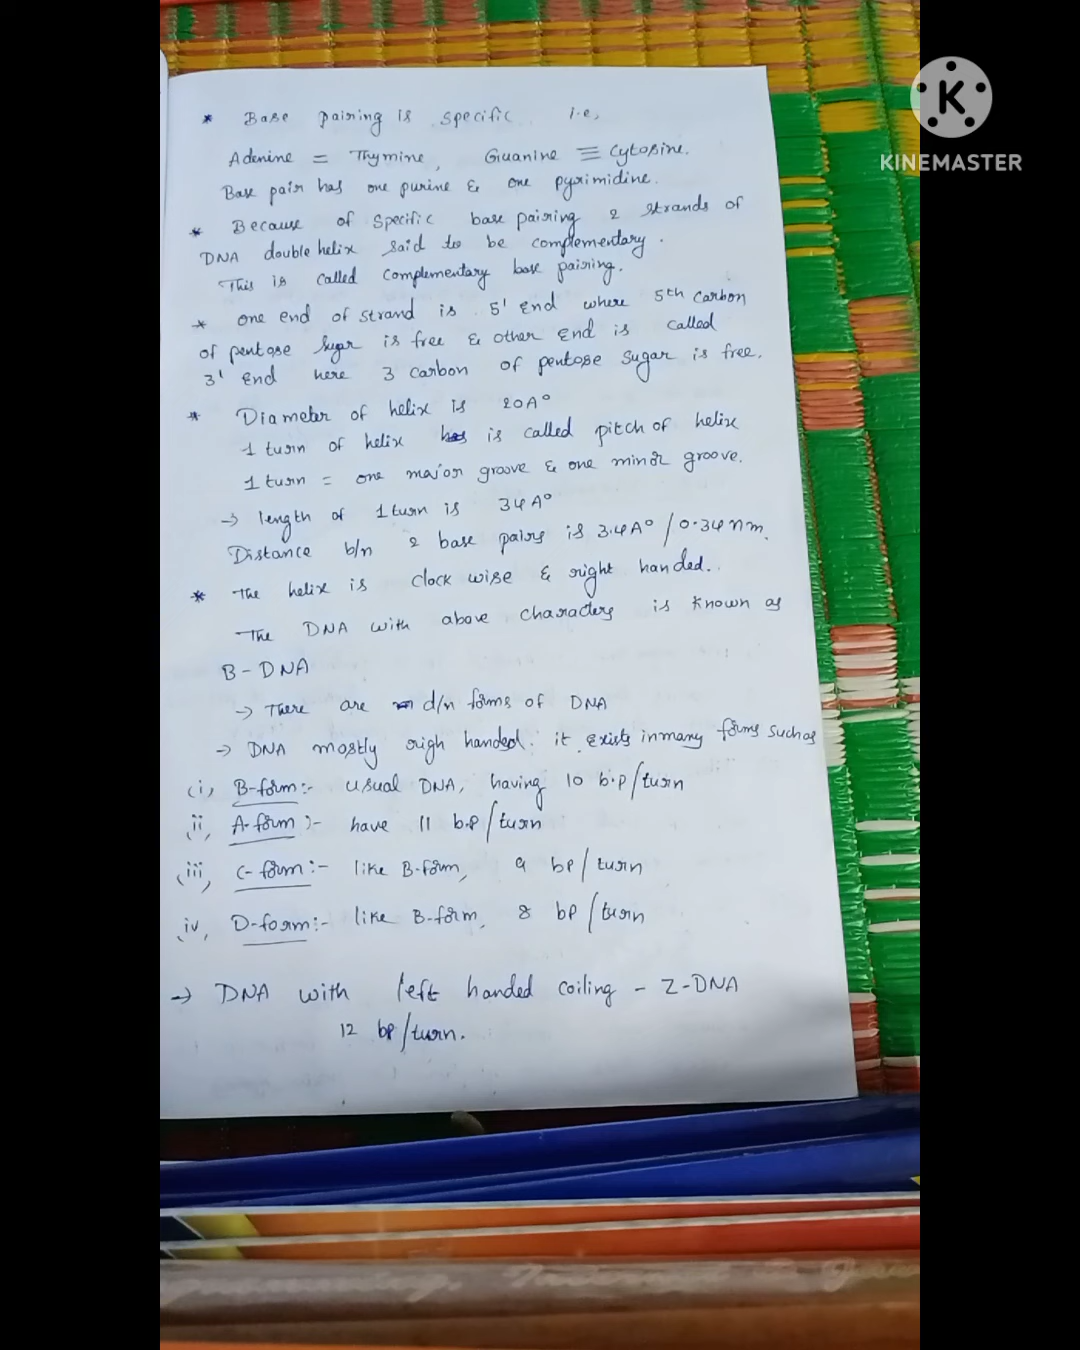 * Base pairing is specific i.e,
Adenine = Thymine, Guanine ≡ Cytosine.
Base pair has one purine & one pyrimidine.
* Because of specific base pairing 2 strands of
DNA double helix said to be complementary.
This is called complementary base pairing.
* one end of strand is 5' end where 5th carbon
of pentose sugar is free & other end is called
3' end here 3 carbon of pentose sugar is free.
* Diameter of helix is 20A°
1 turn of helix is called pitch of helix
1 turn = one major groove & one minor groove.
→ length of 1 turn is 34A°
Distance b/n 2 base pairs is 3.4A° / 0.34 nm.
* The helix is clock wise & right handed.
The DNA with above characters is known as
B-DNA
→ There are d/n forms of DNA
→ DNA mostly righ handed. it exists in many forms such as
(i) B-form:- usual DNA, having 10 b.p/turn
(ii) A-form:- have 11 b.p/turn
(iii) C-form:- like B-form, 9 bp/turn
(iv) D-form:- like B-form, 8 bp/turn
→ DNA with left handed coiling - Z-DNA
12 bp/turn.
K
KINEMASTER